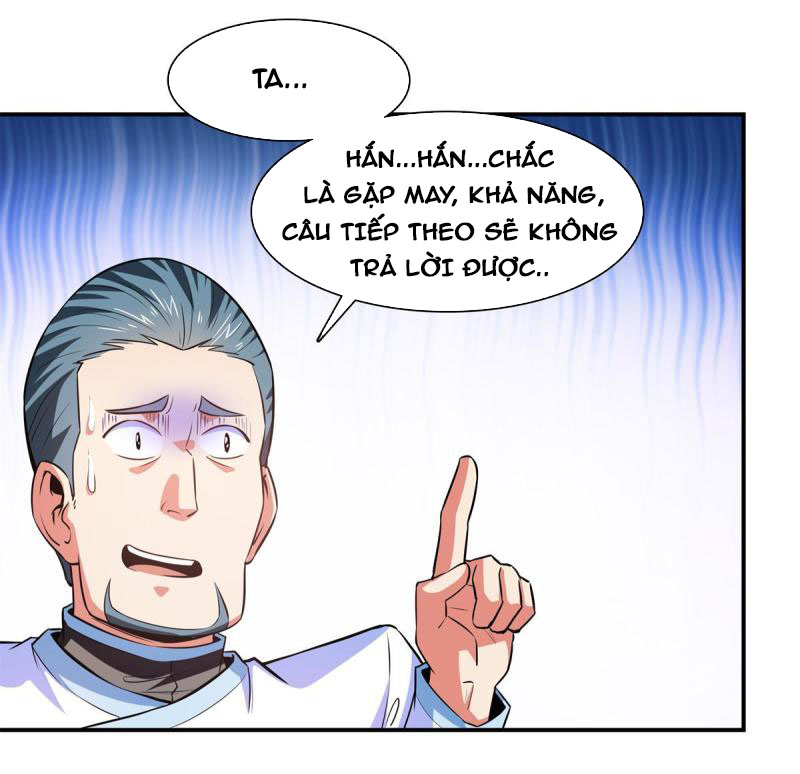 TA...
HẮN...HẮN...CHẮC
LÀ GẶP MAY, KHẢ NĂNG,
CÂU TIẾP THEO SẼ KHÔNG
TRẢ LỜI ĐƯỢC..